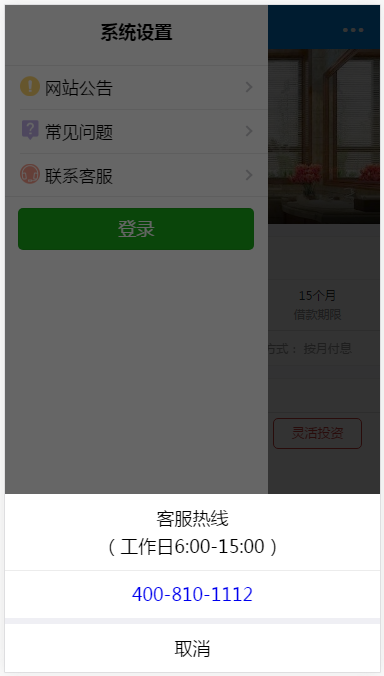 系统设置
网站公告
常见问题
联系客服
登录
15个月
借款期限
方式： 按月付息
灵活投资
客服热线
( 工作日6:00-15:00 )
400-810-1112
取消